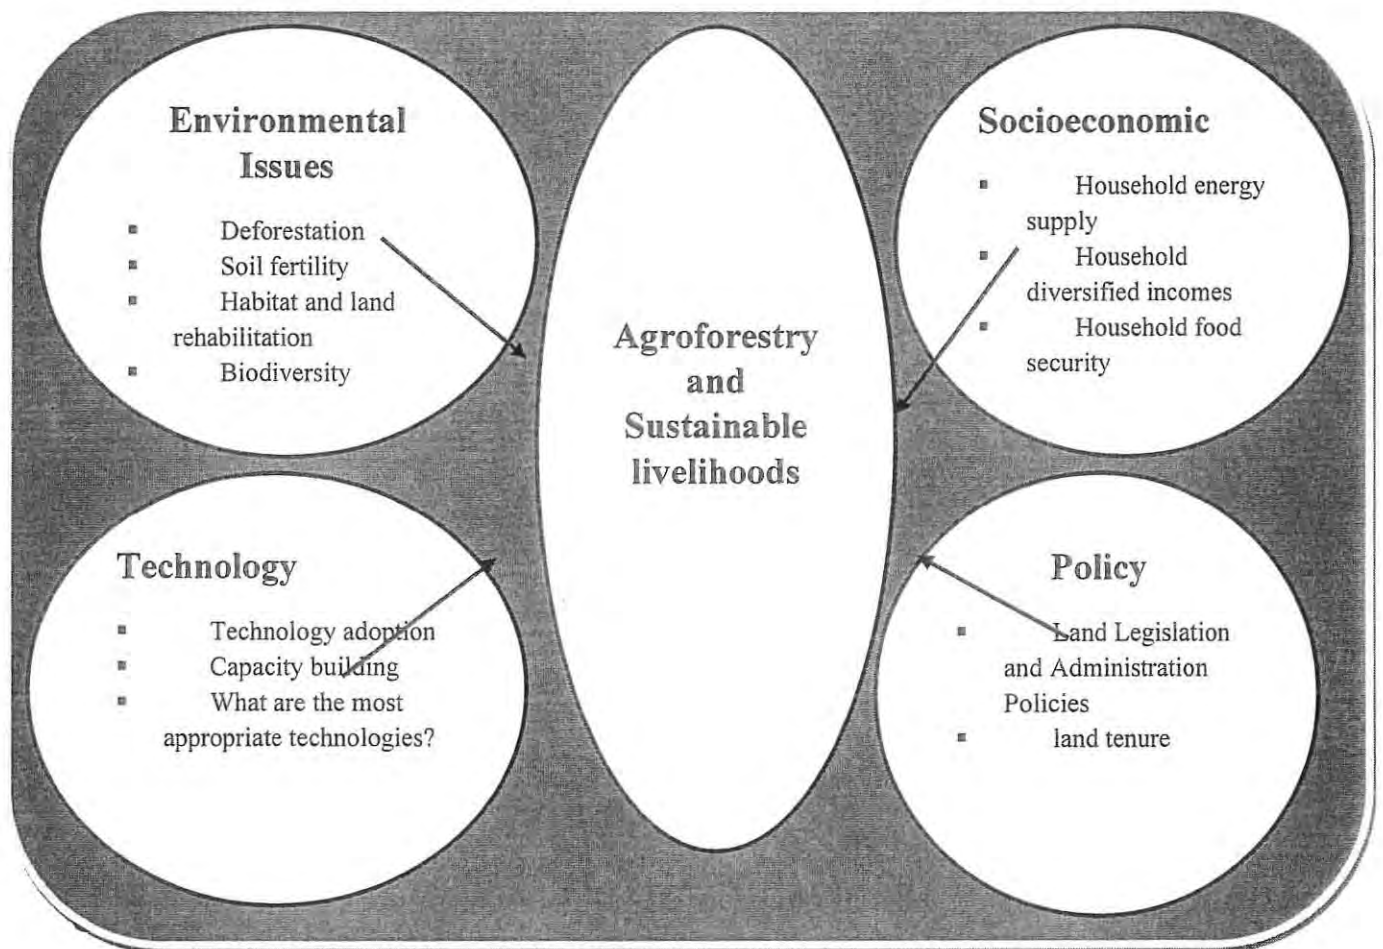 Environmental
Issues
▪ Deforestation
▪ Soil fertility
▪ Habitat and land
rehabilitation
▪ Biodiversity
Agroforestry
and
Sustainable
livelihoods
Socioeconomic
▪ Household energy
supply
▪ Household
diversified incomes
▪ Household food
security
Technology
▪ Technology adoption
▪ Capacity building
▪ What are the most
appropriate technologies?
Policy
▪ Land Legislation
and Administration
Policies
▪ land tenure